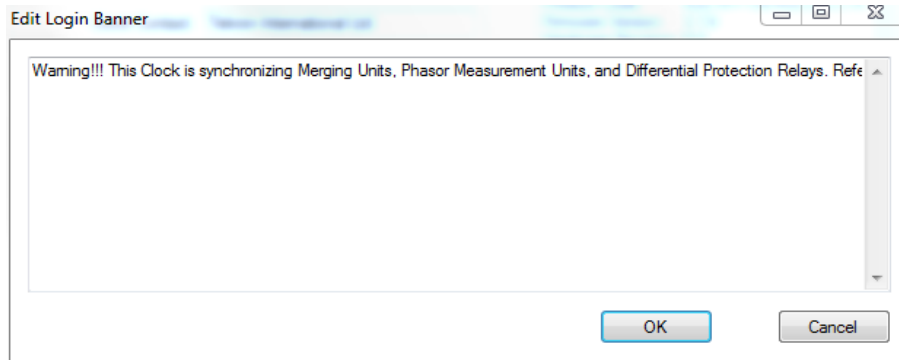 Edit Login Banner
Warning!!! This Clock is synchronizing Merging Units, Phasor Measurement Units, and Differential Protection Relays. Refe
OK
Cancel